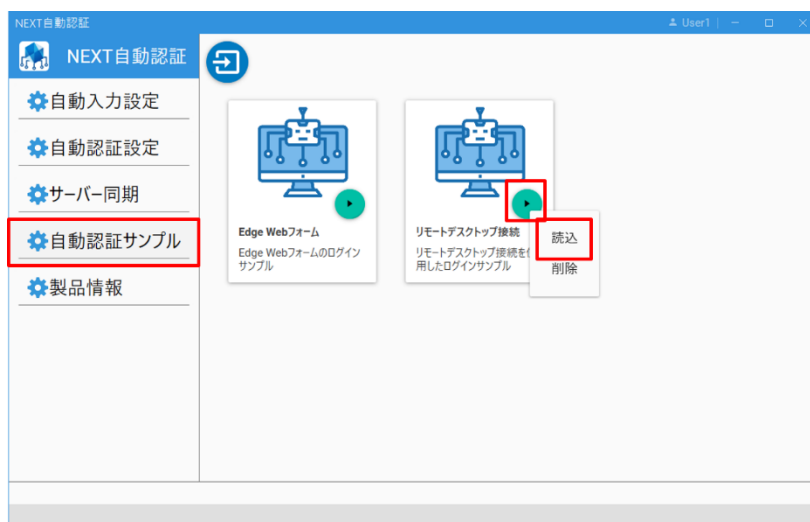 NEXT自動認証
User1
NEXT自動認証
自動入力設定
自動認証設定
サーバー同期
自動認証サンプル
製品情報
Edge Webフォーム
Edge Webフォームのログイン
サンプル
リモートデスクトップ接続
リモートデスクトップ接続を
用したログインサンプル
読込
削除